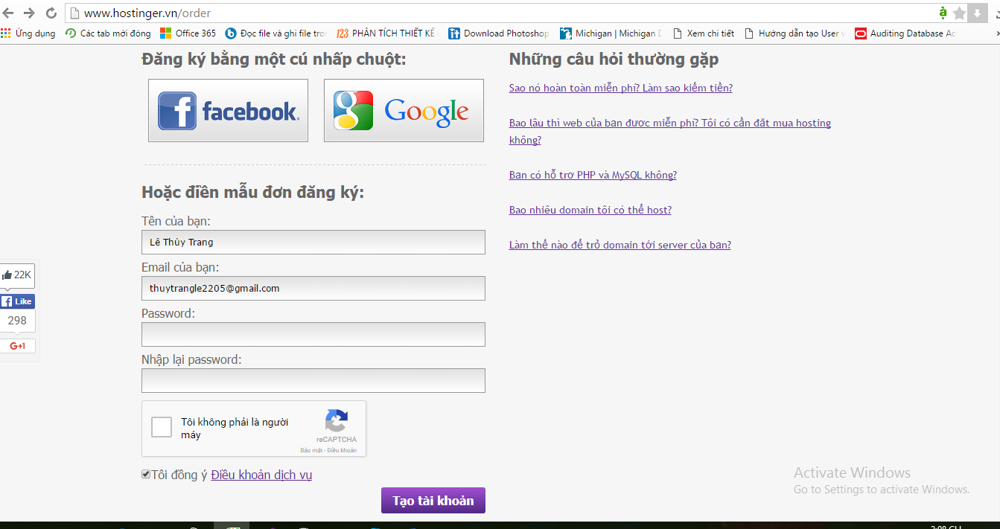 www.hostinger.vn/order
Ứng dụng Các tab mới đóng Office 365 Đọc file và ghi file PHÂN TÍCH THIẾT KẾ Download Photoshop Michigan | Michigan Xem chi tiết Hướng dẫn tạo User Auditing Database
Đăng ký bằng một cú nhấp chuột:
facebook.
Google
Hoặc điền mẫu đơn đăng ký:
Tên của bạn:
Lê Thùy Trang
Email của bạn:
thuytrangle2205@gmail.com
Password:
Nhập lại password:
Tôi không phải là người
máy
reCAPTCHA
Bảo mật - Điều khoản
Tôi đồng ý Điều khoản dịch vụ
Tạo tài khoản
Những câu hỏi thường gặp
Sao nó hoàn toàn miễn phí? Làm sao kiếm tiền?
Bao lâu thì web của bạn được miễn phí? Tôi có cần đặt mua hosting
không?
Bạn có hỗ trợ PHP và MySQL không?
Bao nhiêu domain tôi có thể host?
Làm thế nào để trỏ domain tới server của bạn?
22K
Like
298
G+1
Activate Windows
Go to Settings to activate Windows.